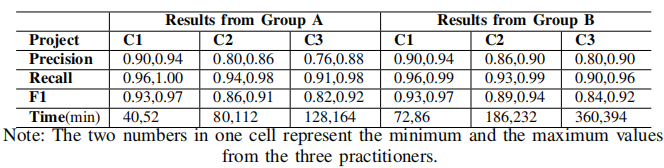 Results from Group A Results from Group B
Project C1 C2 C3 C1 C2 C3
Precision 0.90,0.94 0.80,0.86 0.76,0.88 0.90,0.94 0.86,0.90 0.80,0.90
Recall 0.96,1.00 0.94,0.98 0.91,0.98 0.96,0.99 0.93,0.99 0.90,0.96
F1 0.93,0.97 0.86,0.91 0.82,0.92 0.93,0.97 0.89,0.94 0.84,0.92
Time(min) 40,52 80,112 128,164 72,86 186,232 360,394
Note: The two numbers in one cell represent the minimum and the maximum values
from the three practitioners.